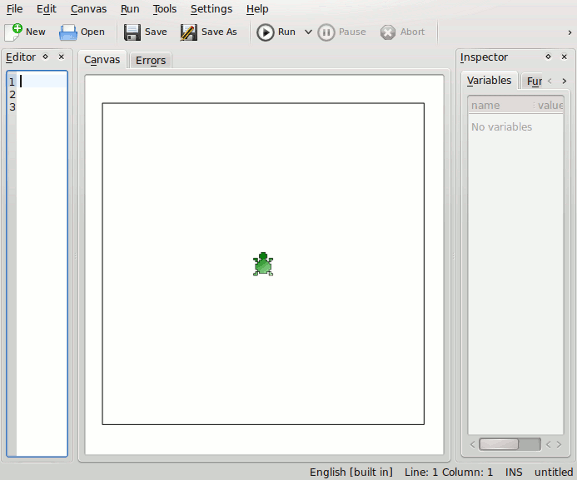 File Edit Canvas Run Tools Settings Help
New Open Save Save As Run Pause Abort
Editor Canvas Errors Inspector
1
2
3
Variables Fur
name value
No variables
English [built in] Line: 1 Column: 1 INS untitled